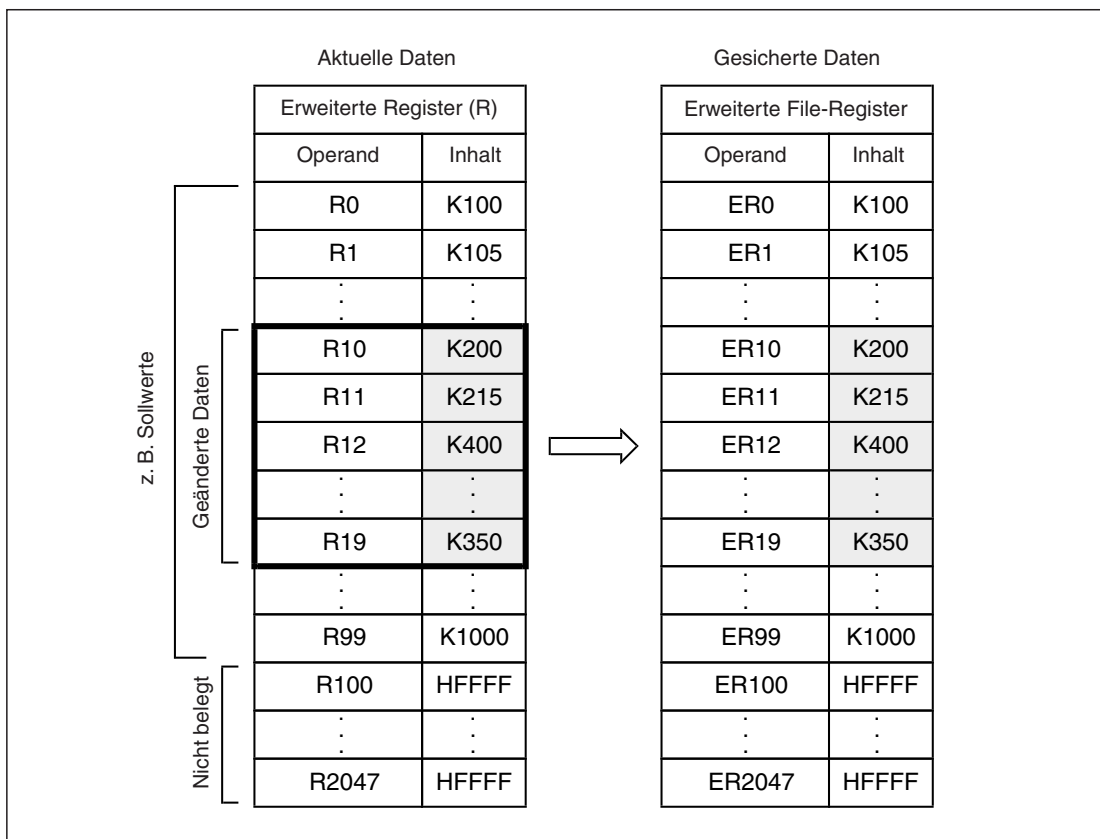 Aktuelle Daten Gesicherte Daten
Erweiterte Register (R) Erweiterte File-Register
Operand Inhalt Operand Inhalt
R0 K100 ER0 K100
R1 K105 ER1 K105
: : : :
R10 K200 ER10 K200
R11 K215 ER11 K215
R12 K400 ER12 K400
: : : :
R19 K350 ER19 K350
: : : :
R99 K1000 ER99 K1000
R100 HFFFF ER100 HFFFF
: : : :
R2047 HFFFF ER2047 HFFFF
z. B. Sollwerte
Geänderte Daten
Nicht belegt